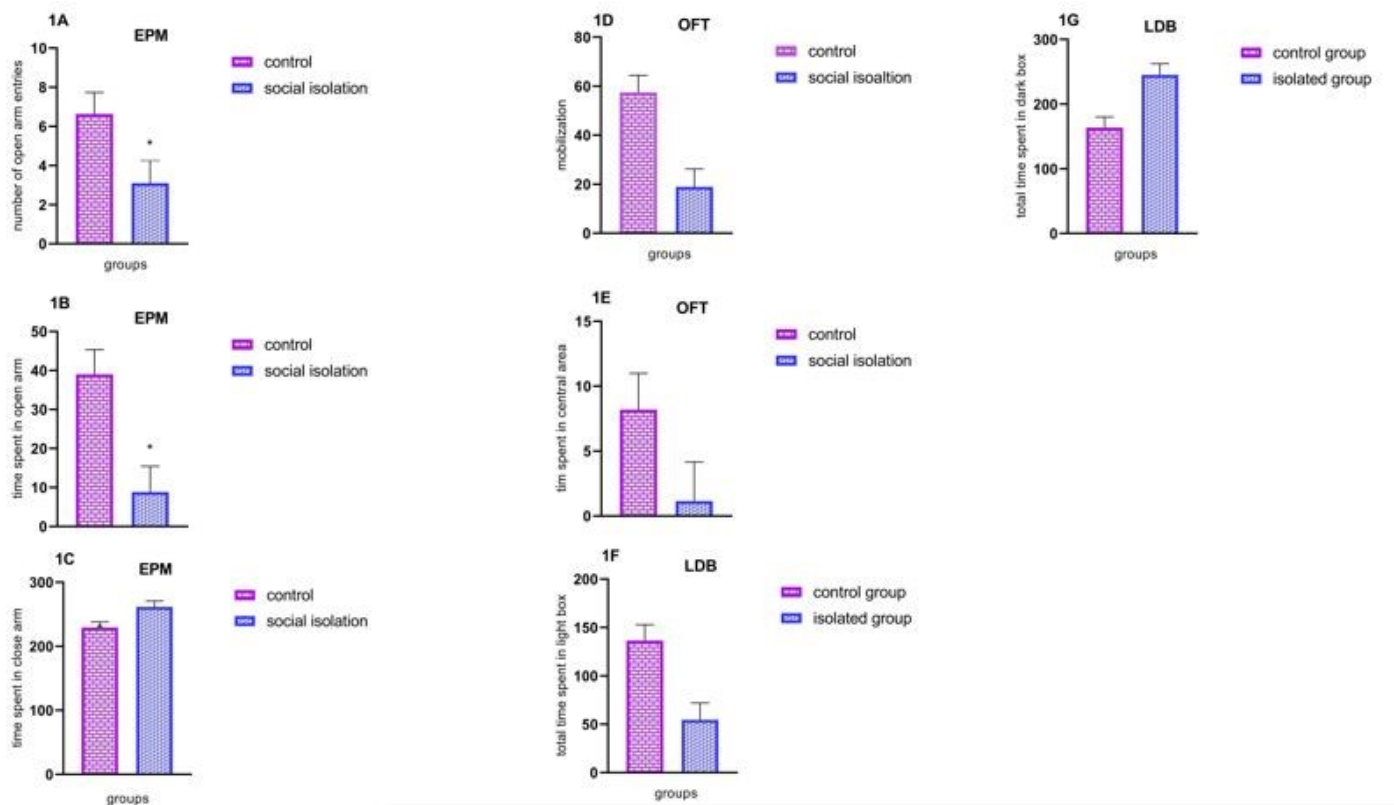 1A
EPM
10
8
6
4
2
0
number of open arm entries
groups
control
social isolation
*
1B
EPM
50
40
30
20
10
0
time spent in open arm
control
social isolation
*
1C
EPM
300
200
100
0
time spent in close arm
groups
control
social isolation
1D
OFT
80
60
40
20
0
mobilization
groups
control
social isoaltion
1E
OFT
15
10
5
0
tim spent in central area
control
social isolation
1F
LDB
200
150
100
50
0
total time spent in light box
groups
control group
isolated group
1G
LDB
300
200
100
0
total time spent in dark box
groups
control group
isolated group